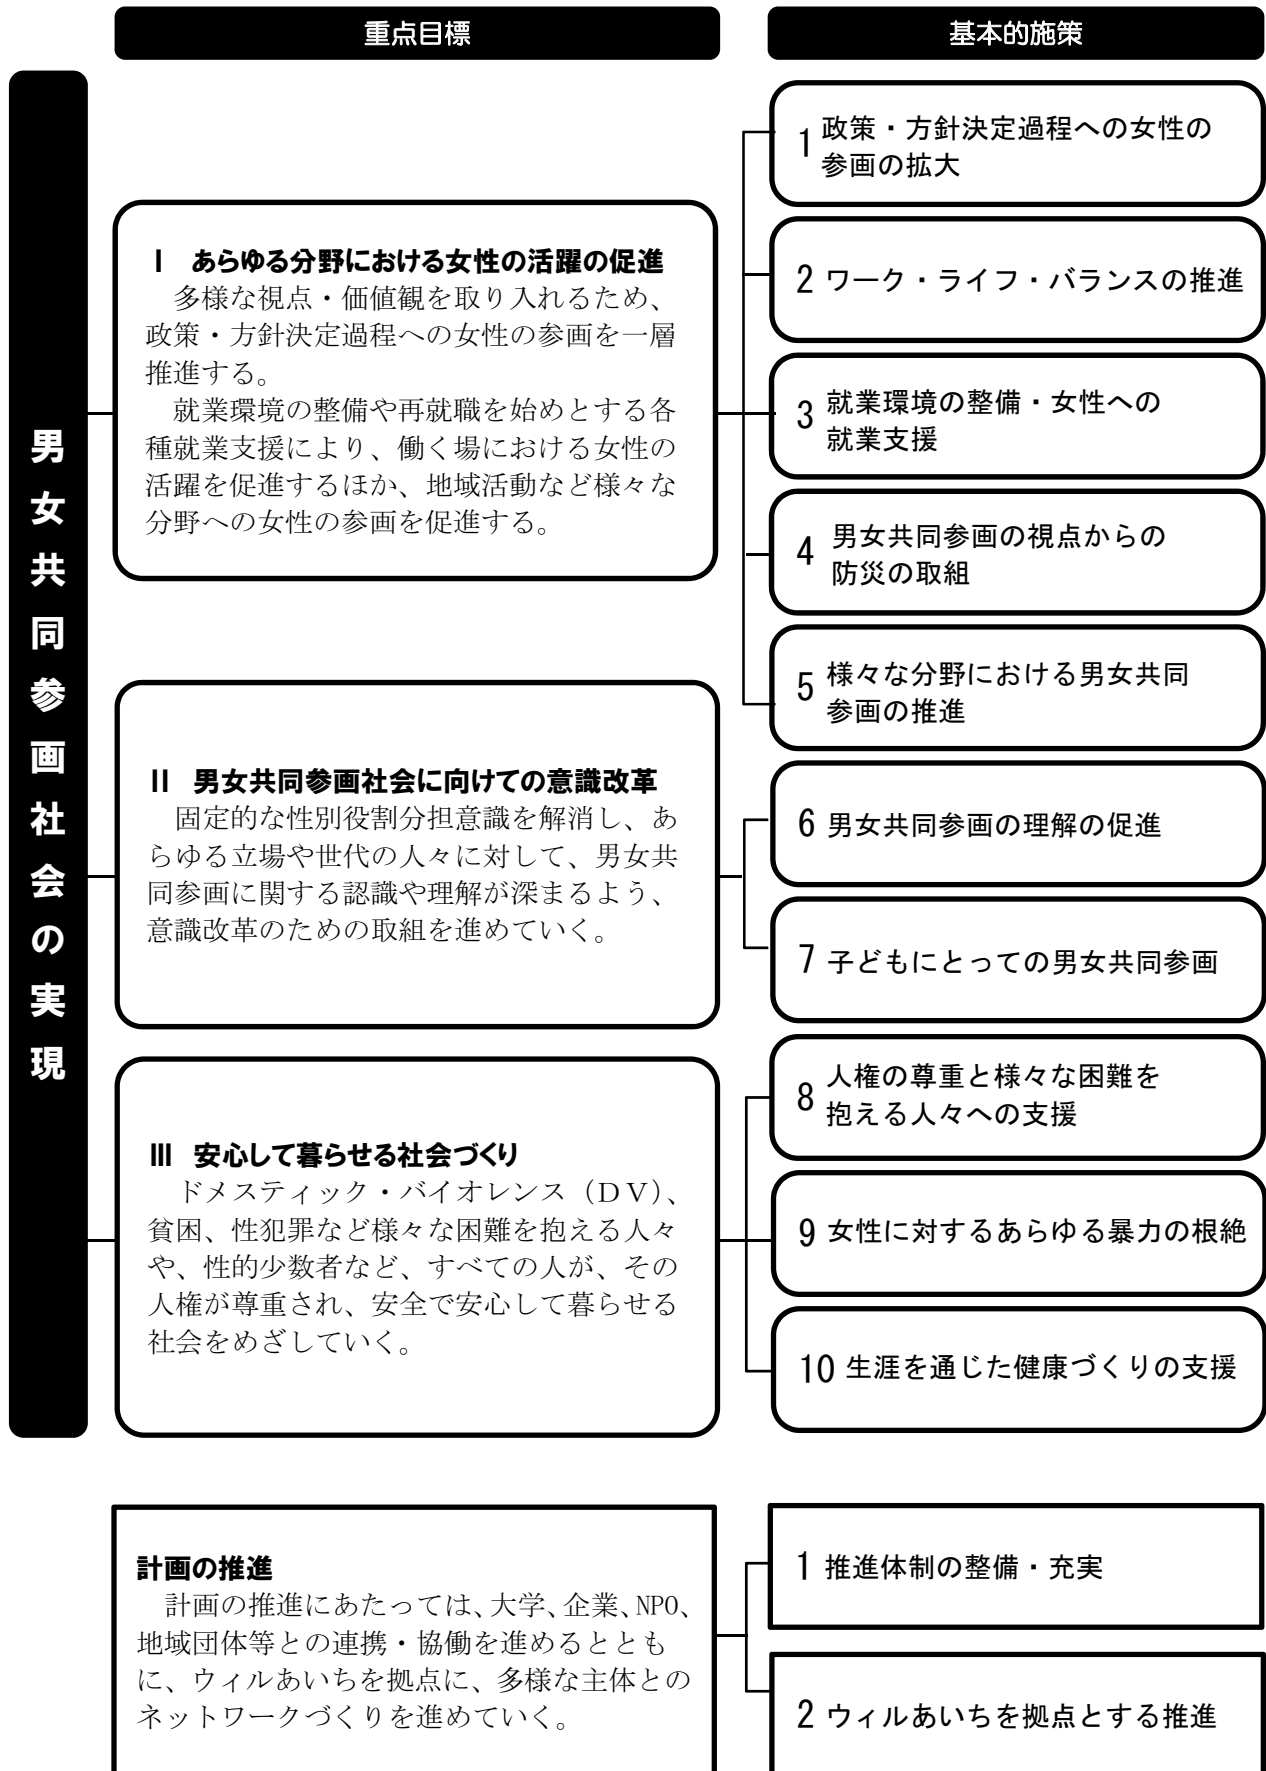 重点目標
基本的施策
男女共同参画社会の実現
Ⅰ あらゆる分野における女性の活躍の促進
多様な視点・価値観を取り入れるため、
政策・方針決定過程への女性の参画を一層
推進する。
就業環境の整備や再就職を始めとする各
種就業支援により、働く場における女性の
活躍を促進するほか、地域活動など様々な
分野への女性の参画を促進する。
1 政策・方針決定過程への女性の
参画の拡大
2 ワーク・ライフ・バランスの推進
3 就業環境の整備・女性への
就業支援
4 男女共同参画の視点からの
防災の取組
5 様々な分野における男女共同
参画の推進
Ⅱ 男女共同参画社会に向けての意識改革
固定的な性別役割分担意識を解消し、あ
らゆる立場や世代の人々に対して、男女共
同参画に関する認識や理解が深まるよう、
意識改革のための取組を進めていく。
6 男女共同参画の理解の促進
7 子どもにとっての男女共同参画
Ⅲ 安心して暮らせる社会づくり
ドメスティック・バイオレンス（ＤＶ）、
貧困、性犯罪など様々な困難を抱える人々
や、性的少数者など、すべての人が、その
人権が尊重され、安全で安心して暮らせる
社会をめざしていく。
8 人権の尊重と様々な困難を
抱える人々への支援
9 女性に対するあらゆる暴力の根絶
10 生涯を通じた健康づくりの支援
計画の推進
計画の推進にあたっては、大学、企業、NPO、
地域団体等との連携・協働を進めるととも
に、ウィルあいちを拠点に、多様な主体との
ネットワークづくりを進めていく。
1 推進体制の整備・充実
2 ウィルあいちを拠点とする推進